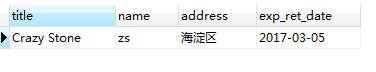 title name address exp_ret_date
Crazy Stone zs 海淀区 2017-03-05